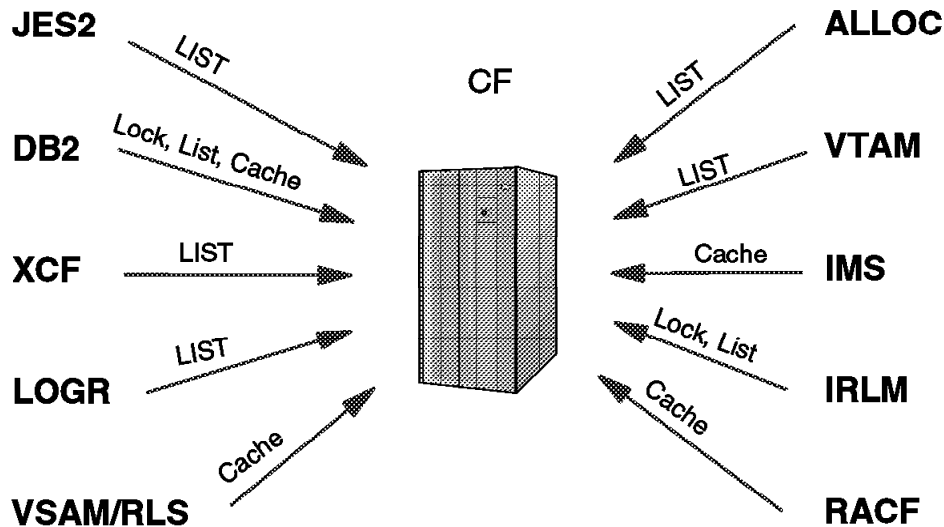 JES2
LIST
DB2
Lock, List, Cache
XCF
LIST
LOGR
LIST
VSAM/RLS
Cache
CF
ALLOC
LIST
VTAM
LIST
IMS
Cache
IRLM
Lock, List
RACF
Cache